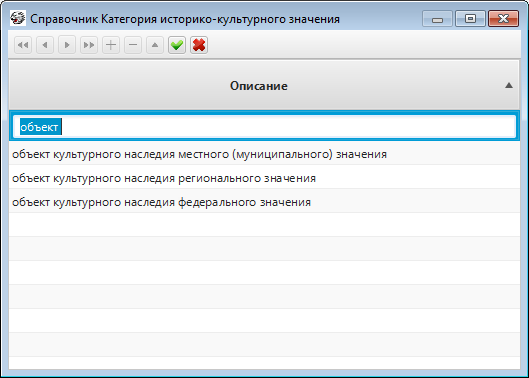 Справочник Категория историко-культурного значения
Описание
объект
объект культурного наследия местного (муниципального) значения
объект культурного наследия регионального значения
объект культурного наследия федерального значения